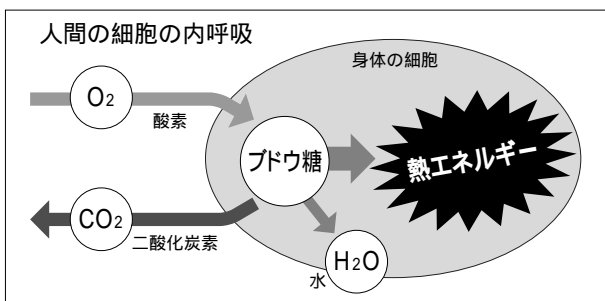 人間の細胞の内呼吸
身体の細胞
O2
酸素
ブドウ糖
熱エネルギー
CO2
二酸化炭素
水
H2O